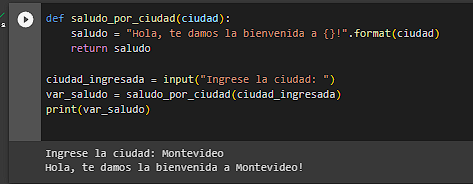 def saludo_por_ciudad(ciudad):
    saludo = "Hola, te damos la bienvenida a {}!".format(ciudad)
    return saludo

ciudad_ingresada = input("Ingrese la ciudad: ")
var_saludo = saludo_por_ciudad(ciudad_ingresada)
print(var_saludo)
Ingrese la ciudad: Montevideo
Hola, te damos la bienvenida a Montevideo!